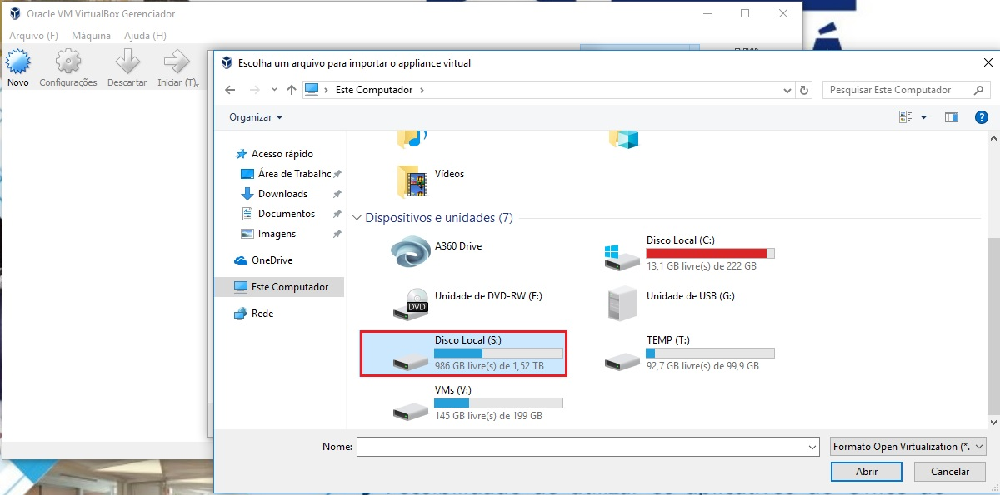 Oracle VM VirtualBox Gerenciador
Arquivo (F) Máquina Ajuda (H)
Novo Configurações Descartar Iniciar (T)
Escolha um arquivo para importar o appliance virtual
Este Computador
Pesquisar Este Computador
Organizar
Acesso rápido
Área de Trabalhc
Downloads
Documentos
Imagens
OneDrive
Este Computador
Rede
Vídeos
Dispositivos e unidades (7)
A360 Drive
Disco Local (C:)
13,1 GB livre(s) de 222 GB
Unidade de DVD-RW (E:)
DVD
Unidade de USB (G:)
Disco Local (S:)
986 GB livre(s) de 1,52 TB
TEMP (T:)
92,7 GB livre(s) de 99,9 GB
VMs (V:)
145 GB livre(s) de 199 GB
Nome:
Formato Open Virtualization (*.
Abrir Cancelar